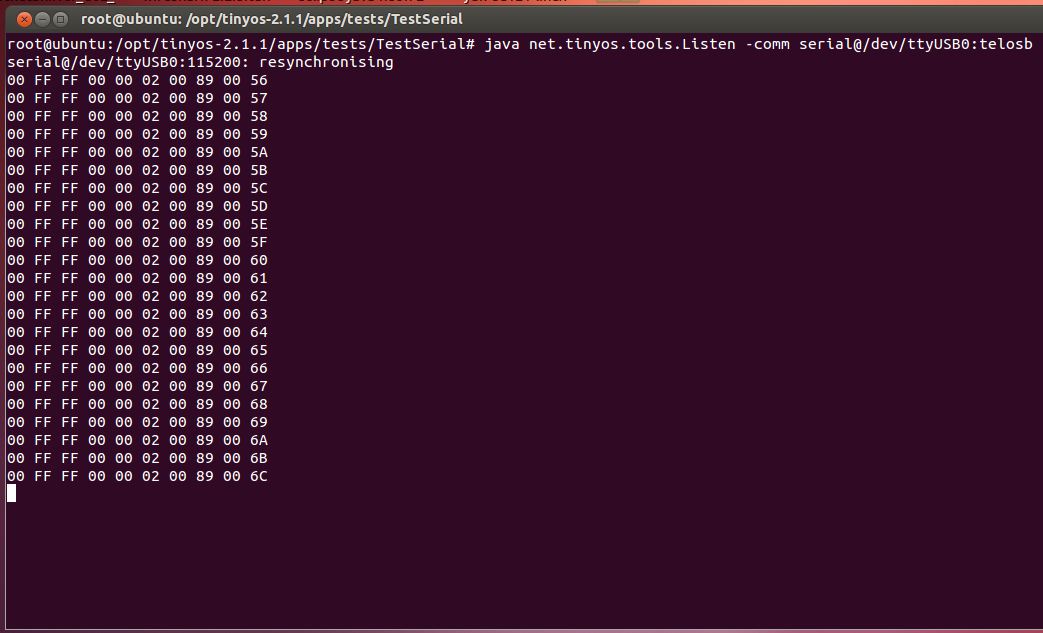 root@ubuntu: /opt/tinyos-2.1.1/apps/tests/TestSerial
root@ubuntu:/opt/tinyos-2.1.1/apps/tests/TestSerial# java net.tinyos.tools.Listen -comm serial@/dev/ttyUSB0:telosb
serial@/dev/ttyUSB0:115200: resynchronising
00 FF FF 00 00 02 00 89 00 56
00 FF FF 00 00 02 00 89 00 57
00 FF FF 00 00 02 00 89 00 58
00 FF FF 00 00 02 00 89 00 59
00 FF FF 00 00 02 00 89 00 5A
00 FF FF 00 00 02 00 89 00 5B
00 FF FF 00 00 02 00 89 00 5C
00 FF FF 00 00 02 00 89 00 5D
00 FF FF 00 00 02 00 89 00 5E
00 FF FF 00 00 02 00 89 00 5F
00 FF FF 00 00 02 00 89 00 60
00 FF FF 00 00 02 00 89 00 61
00 FF FF 00 00 02 00 89 00 62
00 FF FF 00 00 02 00 89 00 63
00 FF FF 00 00 02 00 89 00 64
00 FF FF 00 00 02 00 89 00 65
00 FF FF 00 00 02 00 89 00 66
00 FF FF 00 00 02 00 89 00 67
00 FF FF 00 00 02 00 89 00 68
00 FF FF 00 00 02 00 89 00 69
00 FF FF 00 00 02 00 89 00 6A
00 FF FF 00 00 02 00 89 00 6B
00 FF FF 00 00 02 00 89 00 6C